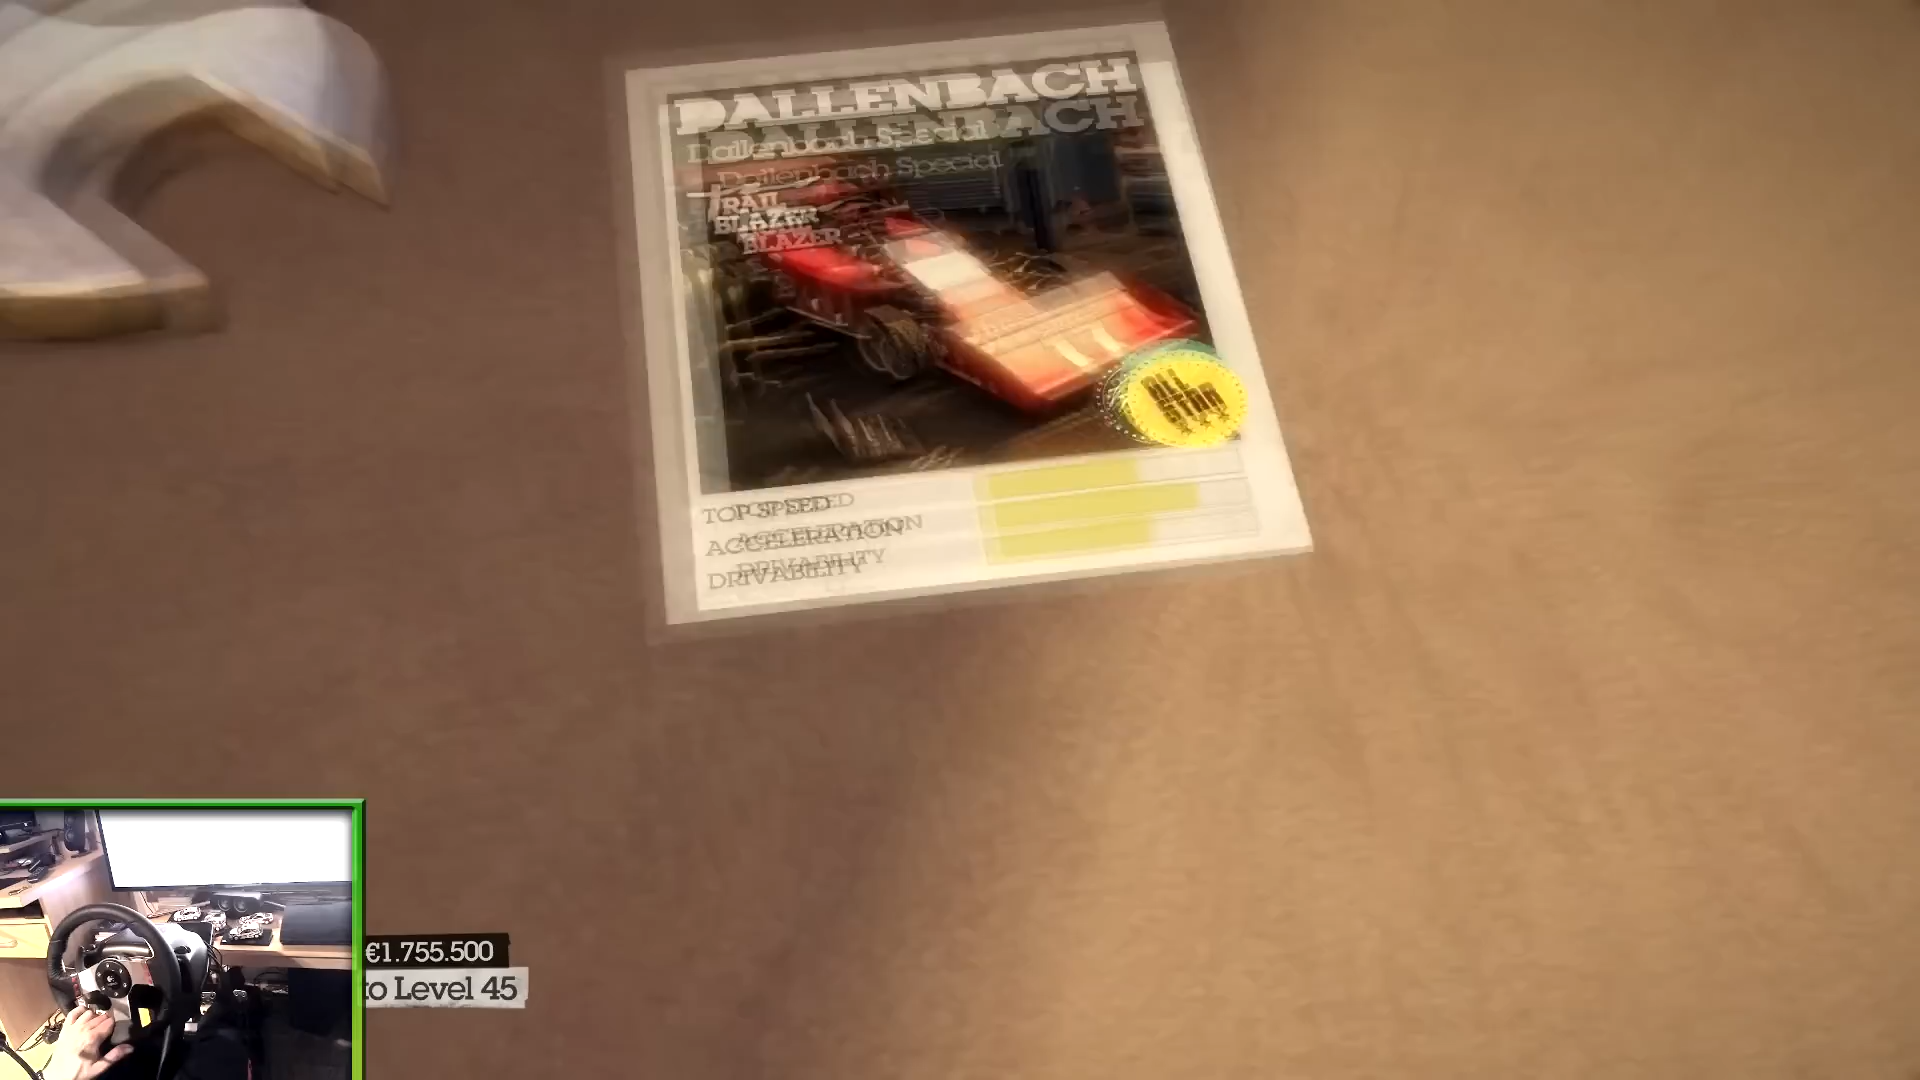 DALLENBACH
Dallenbach Special
TRAIL
BLAZER
ALL
STAR
TOP SPEED
ACCELERATION
DRIVABILITY
€1.755.500
to Level 45